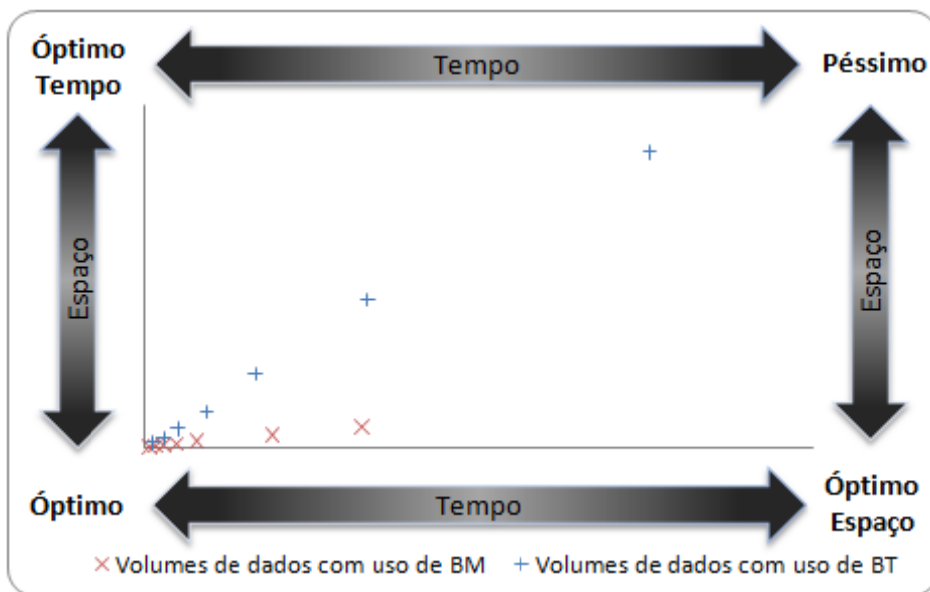 Óptimo
Tempo
Tempo
Péssimo
Espaço
Espaço
Óptimo
Tempo
Óptimo
Espaço
Volumes de dados com uso de BM
Volumes de dados com uso de BT